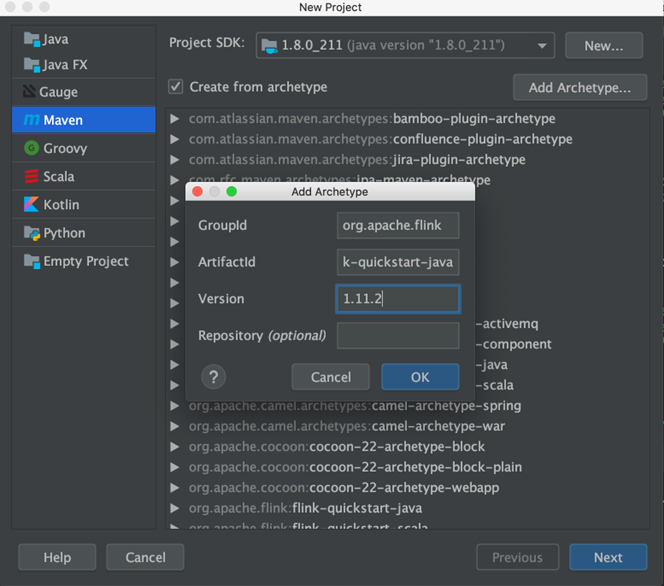 New Project
Java
Java FX
Gauge
Maven
Groovy
Scala
Kotlin
Python
Empty Project
Project SDK: 1.8.0_211 (java version "1.8.0_211") New...
Create from archetype Add Archetype...
com.atlassian.maven.archetypes:bamboo-plugin-archetype
com.atlassian.maven.archetypes:confluence-plugin-archetype
com.atlassian.maven.archetypes:jira-plugin-archetype
com.rfc.maven.archetypes:jpa-maven-archetype
Add Archetype
GroupId org.apache.flink
ArtifactId k-quickstart-java
Version 1.11.2
Repository (optional)
? Cancel OK
-activemq
-component
-java
-scala
org.apache.camel.archetypes:camel-archetype-spring
org.apache.camel.archetypes:camel-archetype-war
org.apache.cocoon:cocoon-22-archetype-block
org.apache.cocoon:cocoon-22-archetype-block-plain
org.apache.cocoon:cocoon-22-archetype-webapp
org.apache.flink:flink-quickstart-java
org.apache.flink:flink-quickstart-scala
Help Cancel Previous Next